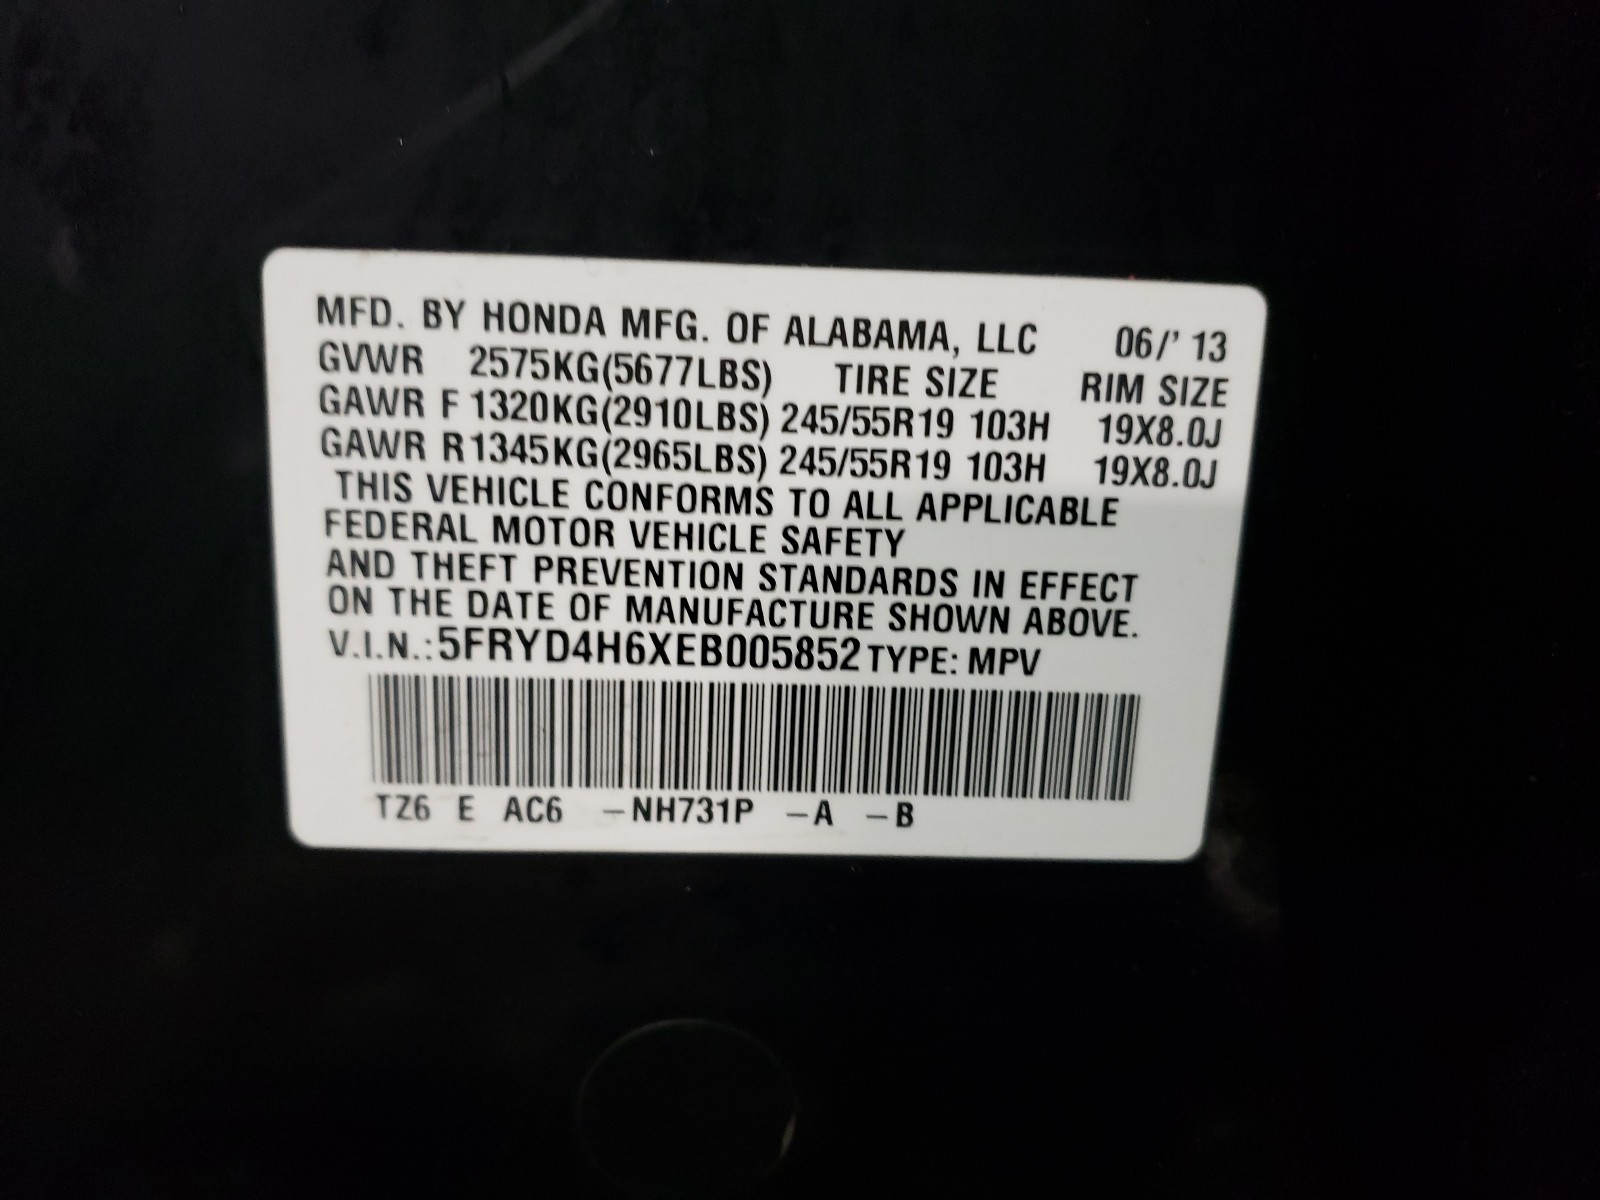 MFD. BY HONDA MFG. OF ALABAMA, LLC 06/' 13
GVWR 2575KG(5677LBS) TIRE SIZE RIM SIZE
GAWR F 1320KG(2910LBS) 245/55R19 103H 19X8.0J
GAWR R 1345KG(2965LBS) 245/55R19 103H 19X8.0J
THIS VEHICLE CONFORMS TO ALL APPLICABLE
FEDERAL MOTOR VEHICLE SAFETY
AND THEFT PREVENTION STANDARDS IN EFFECT
ON THE DATE OF MANUFACTURE SHOWN ABOVE.
V.I.N.: 5FRYD4H6XEB005852 TYPE: MPV
TZ6 E AC6 –NH731P –A –B